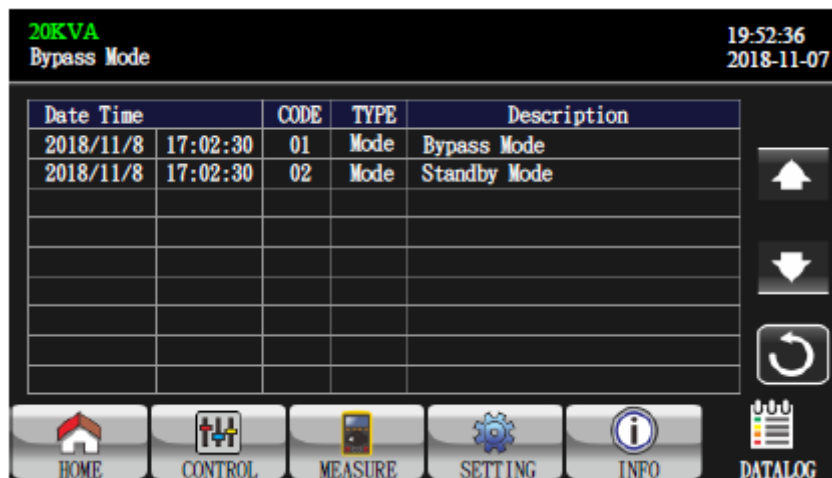 20KVA
Bypass Mode
19:52:36
2018-11-07
Date Time CODE TYPE Description
2018/11/8 17:02:30 01 Mode Bypass Mode
2018/11/8 17:02:30 02 Mode Standby Mode
HOME CONTROL MEASURE SETTING INFO DATALOG